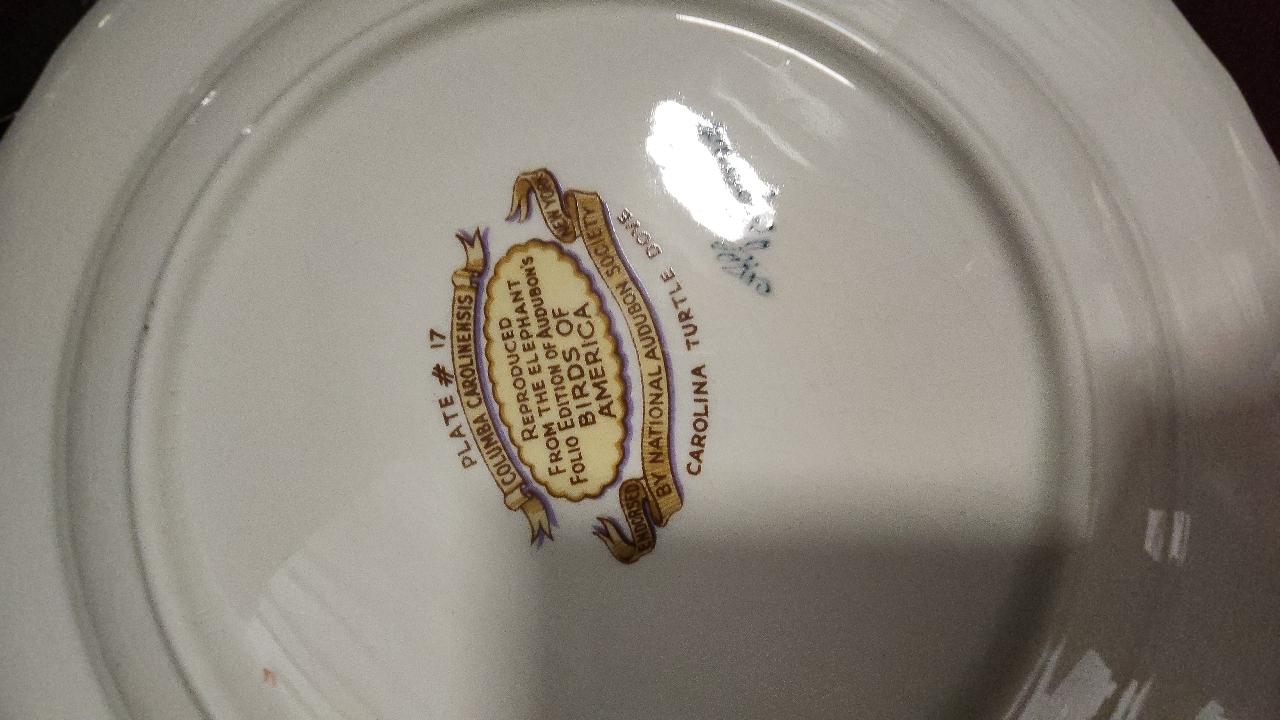 PLATE # 17
COLUMBA CAROLINENSIS
REPRODUCED
FROM THE ELEPHANT
FOLIO EDITION OF AUDUBON'S
BIRDS OF
AMERICA
ENDORSED
BY NATIONAL AUDUBON SOCIETY
NEW YORK
CAROLINA TURTLE DOVE